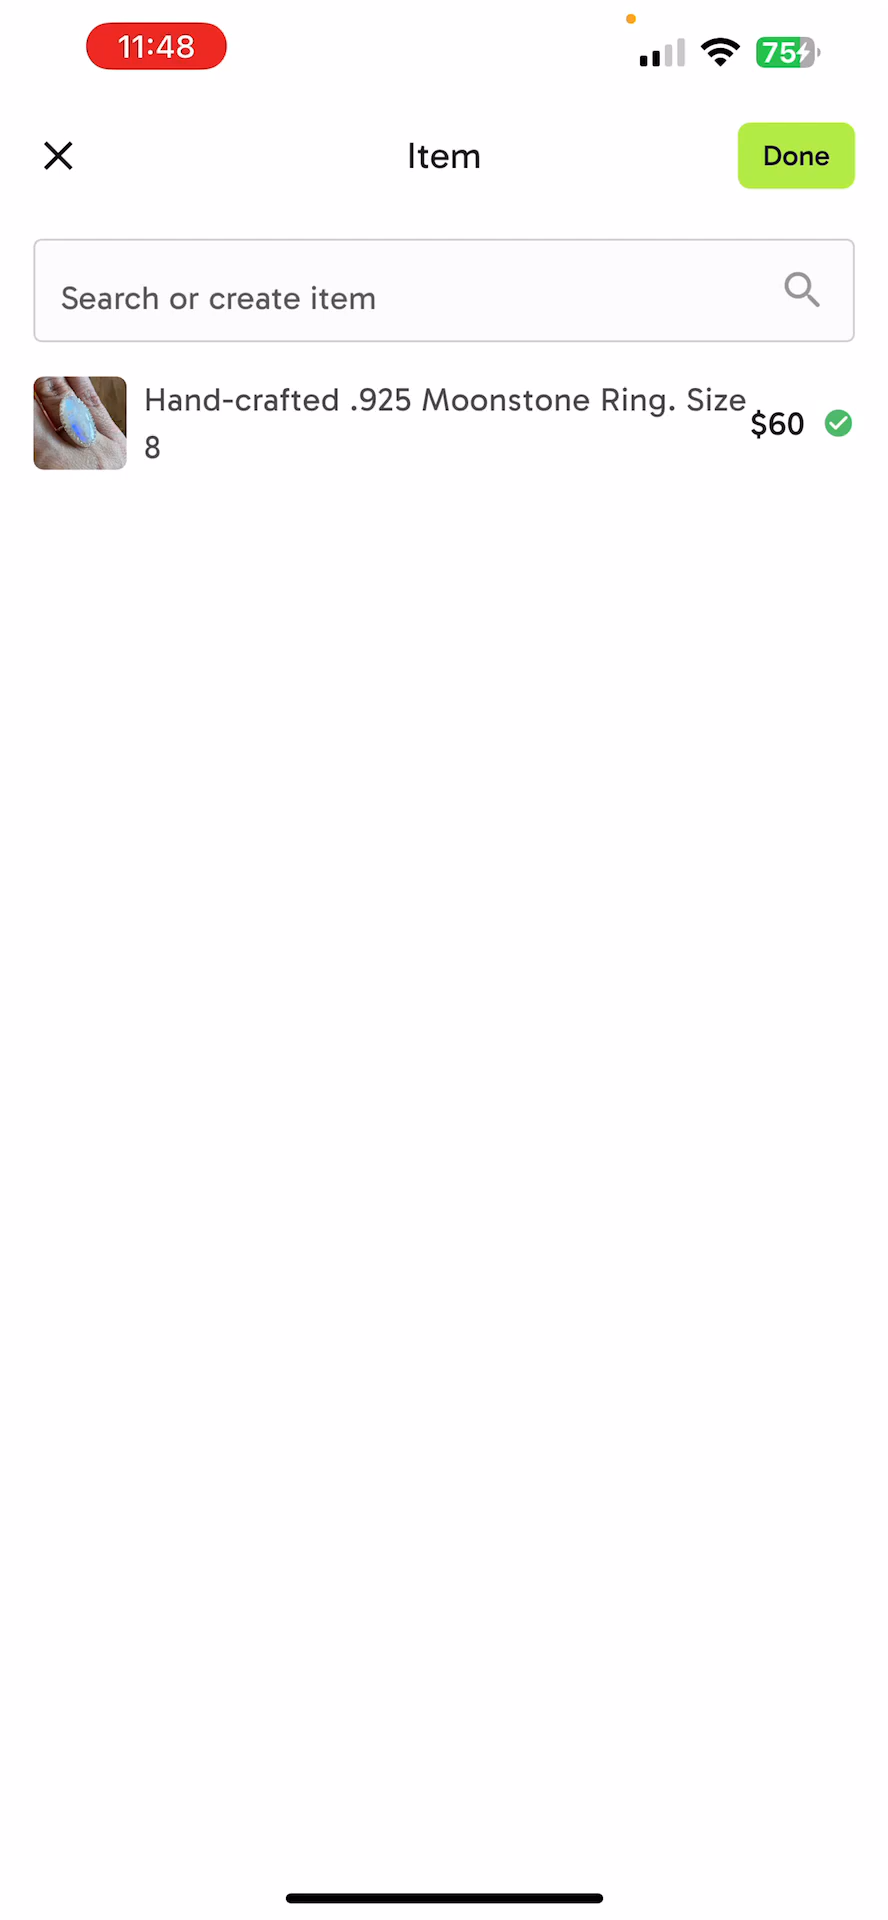 11:48
75
Item
Done
Search or create item
Hand-crafted .925 Moonstone Ring. Size
8
$60